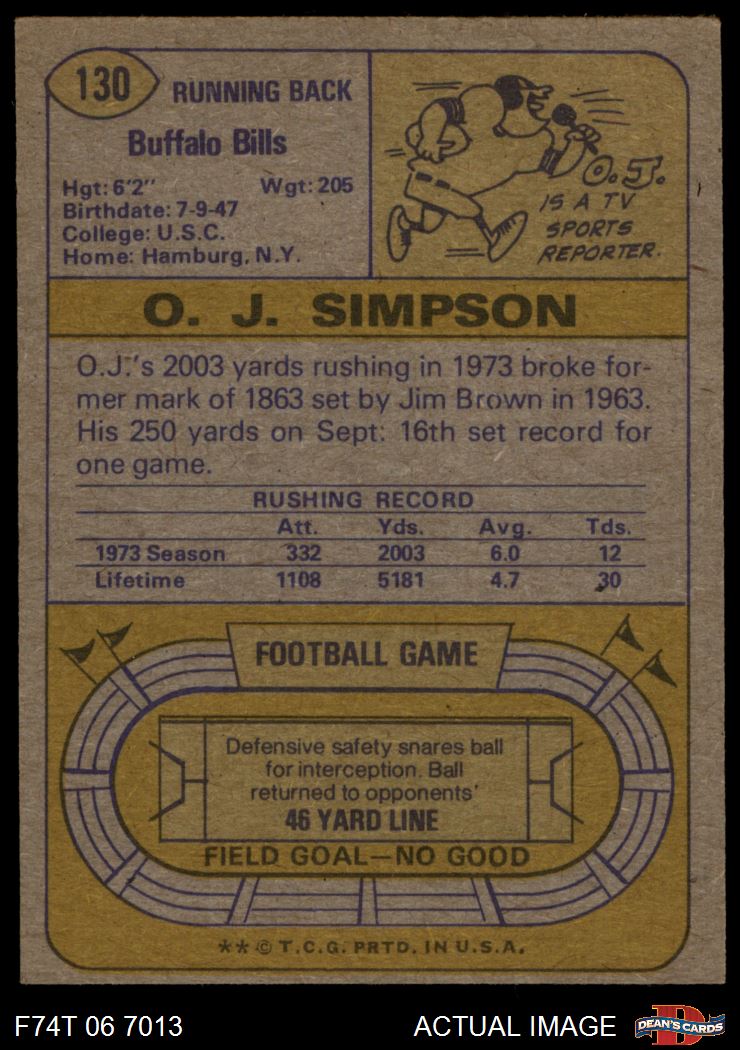 130
RUNNING BACK
Buffalo Bills
Hgt: 6'2" Wgt: 205
Birthdate: 7-9-47
College: U.S.C.
Home: Hamburg, N.Y.
O. J.
IS A TV
SPORTS
REPORTER.
O. J. SIMPSON
O.J.'s 2003 yards rushing in 1973 broke for-
mer mark of 1863 set by Jim Brown in 1963.
His 250 yards on Sept: 16th set record for
one game.
RUSHING RECORD
Att. Yds. Avg. Tds.
1973 Season 332 2003 6.0 12
Lifetime 1108 5181 4.7 30
FOOTBALL GAME
Defensive safety snares ball
for interception. Ball
returned to opponents'
46 YARD LINE
FIELD GOAL—NO GOOD
** © T.C.G. PRTD. IN U.S.A.
F74T 06 7013 ACTUAL IMAGE
D
DEAN'S CARDS